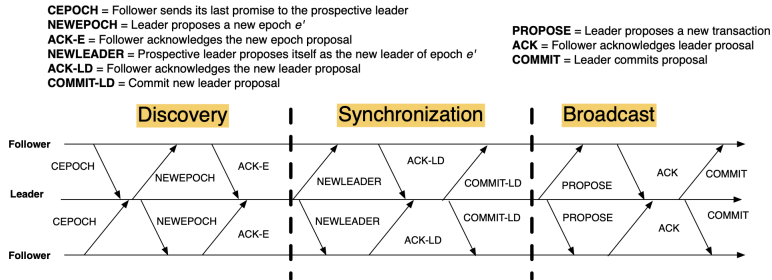 CEPOCH = Follower sends its last promise to the prospective leader
NEWEPOCH = Leader proposes a new epoch e'
ACK-E = Follower acknowledges the new epoch proposal
NEWLEADER = Prospective leader proposes itself as the new leader of epoch e'
ACK-LD = Follower acknowledges the new leader proposal
COMMIT-LD = Commit new leader proposal
PROPOSE = Leader proposes a new transaction
ACK = Follower acknowledges leader proosal
COMMIT = Leader commits proposal
Discovery
Synchronization
Broadcast
Follower
CEPOCH
NEWEPOCH
ACK-E
NEWLEADER
ACK-LD
COMMIT-LD
PROPOSE
ACK
COMMIT
Leader
CEPOCH
NEWEPOCH
ACK-E
NEWLEADER
ACK-LD
COMMIT-LD
PROPOSE
ACK
COMMIT
Follower